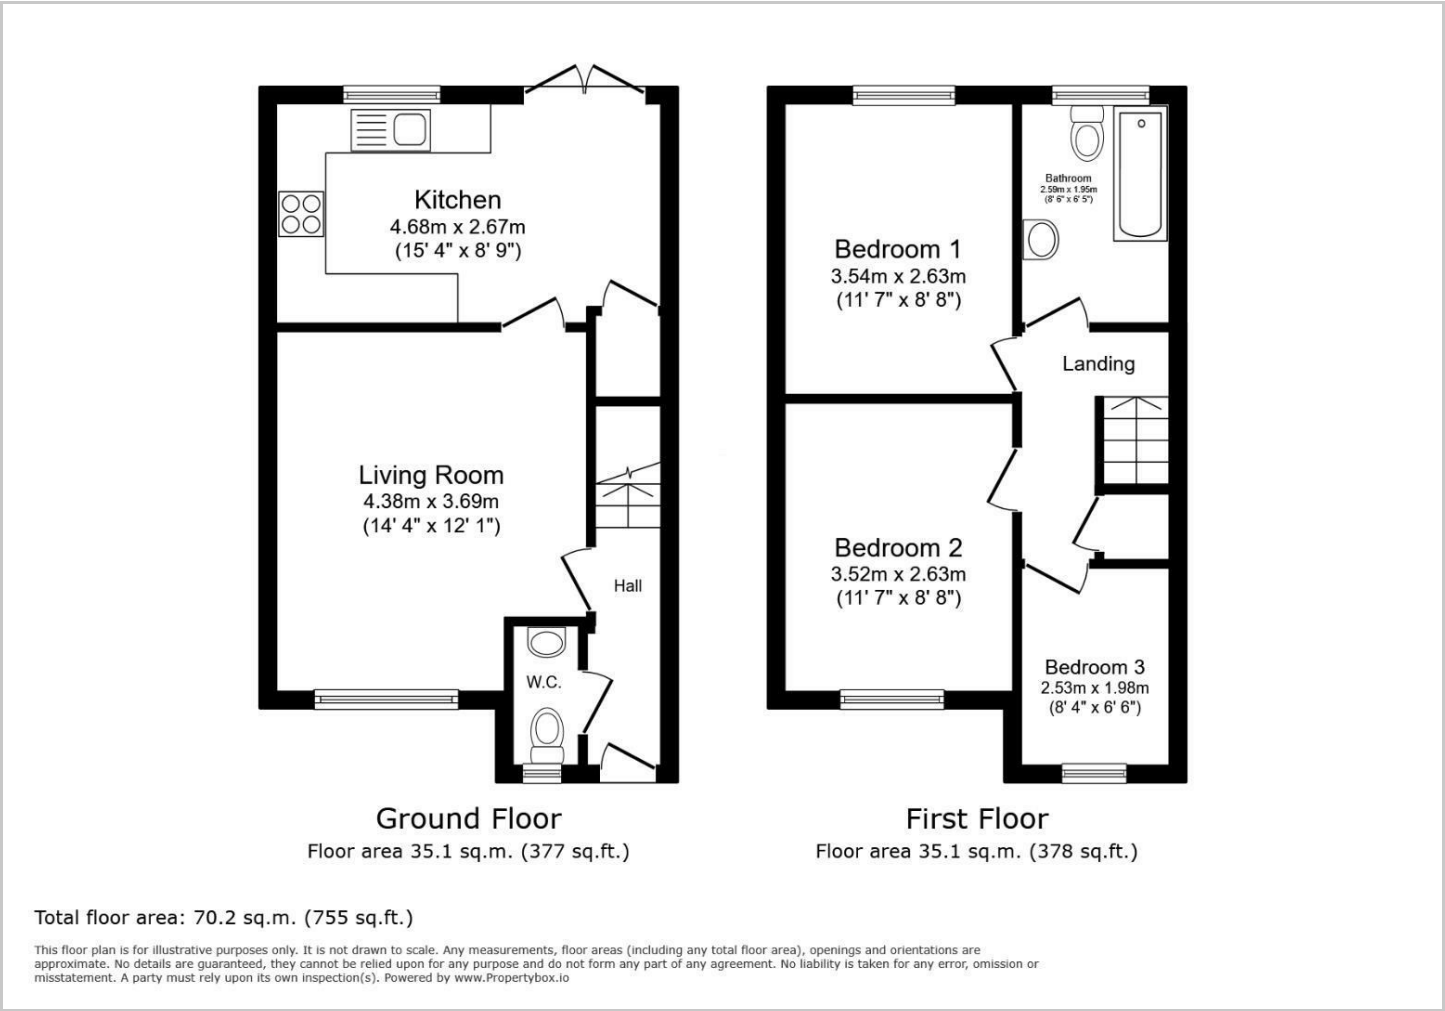 Kitchen
4.68m x 2.67m
(15' 4" x 8' 9")
Living Room
4.38m x 3.69m
(14' 4" x 12' 1")
Hall
W.C.
Ground Floor
Floor area 35.1 sq.m. (377 sq.ft.)
Bathroom
2.59m x 1.95m
(8' 6" x 6' 5")
Bedroom 1
3.54m x 2.63m
(11' 7" x 8' 8")
Landing
Bedroom 2
3.52m x 2.63m
(11' 7" x 8' 8")
Bedroom 3
2.53m x 1.98m
(8' 4" x 6' 6")
First Floor
Floor area 35.1 sq.m. (378 sq.ft.)
Total floor area: 70.2 sq.m. (755 sq.ft.)
This floor plan is for illustrative purposes only. It is not drawn to scale. Any measurements, floor areas (including any total floor area), openings and orientations are
approximate. No details are guaranteed, they cannot be relied upon for any purpose and do not form any part of any agreement. No liability is taken for any error, omission or
misstatement. A party must rely upon its own inspection(s). Powered by www.Propertybox.io